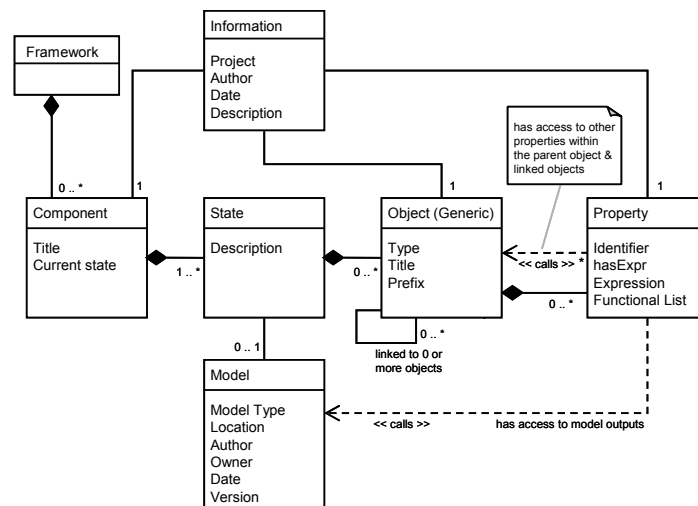 Framework
Information
Project
Author
Date
Description
has access to other
properties within
the parent object &
linked objects
0 .. *
1
1
1
Component
Title
Current state
1 .. *
State
Description
0 .. *
Object (Generic)
Type
Title
Prefix
<< calls >> *
0 .. *
Property
Identifier
hasExpr
Expression
Functional List
0 .. *
linked to 0 or
more objects
0 .. 1
Model
Model Type
Location
Author
Owner
Date
Version
<< calls >>
has access to model outputs